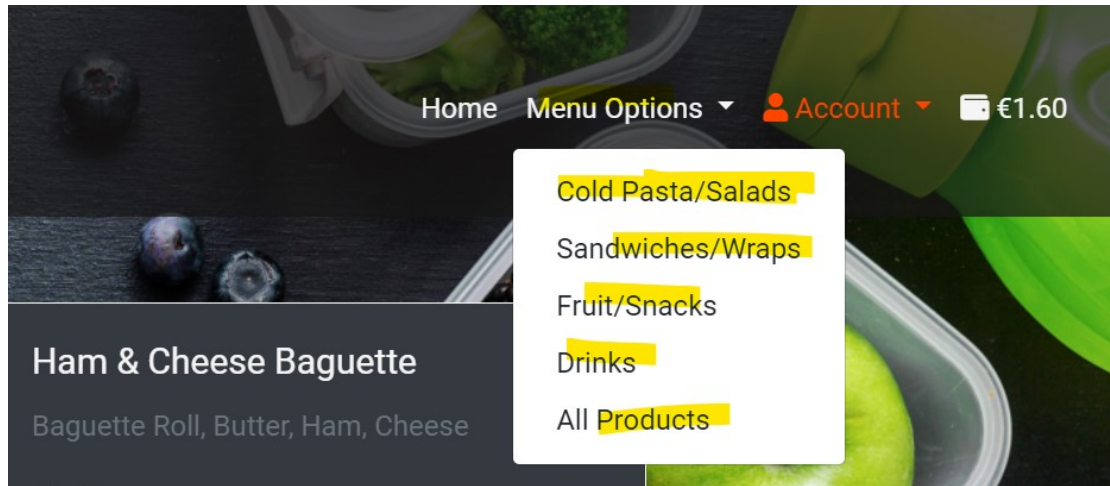 Home Menu Options Account €1.60
Cold Pasta/Salads
Sandwiches/Wraps
Fruit/Snacks
Drinks
All Products
Ham & Cheese Baguette
Baguette Roll, Butter, Ham, Cheese